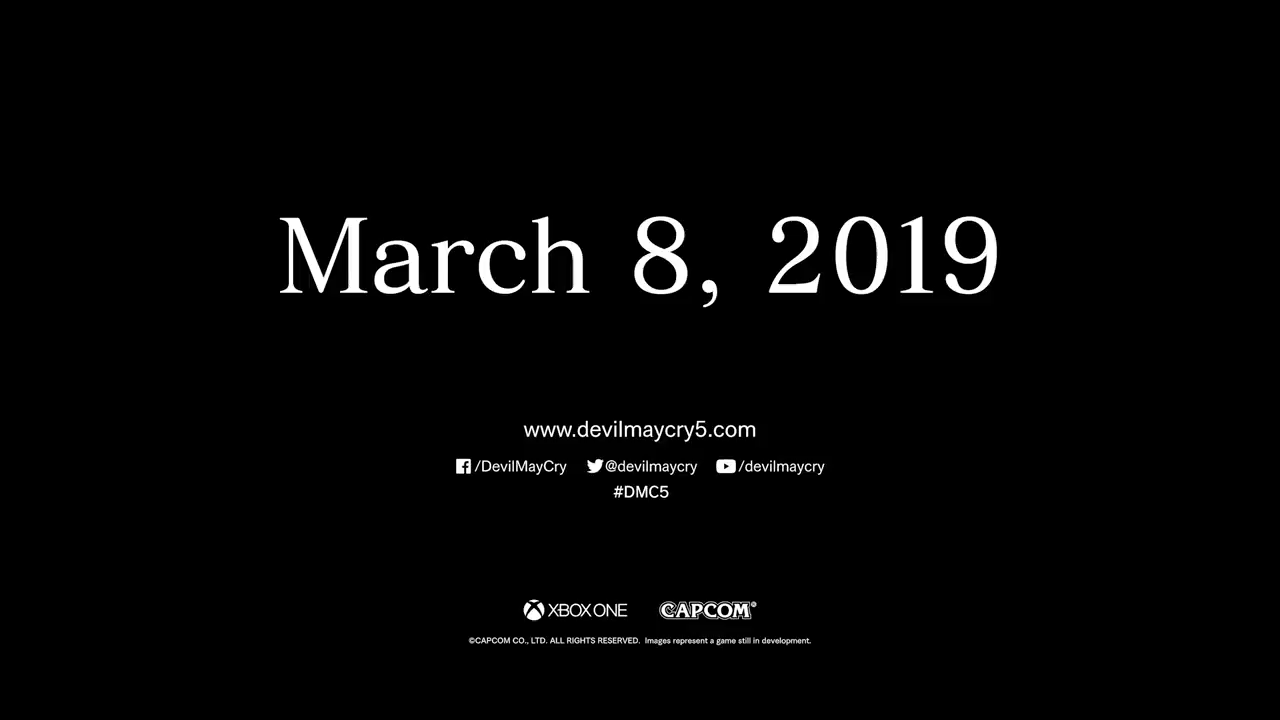 March 8, 2019
www.devilmaycry5.com
/DevilMayCry @devilmaycry /devilmaycry
#DMC5
XBOX ONE CAPCOM®
©CAPCOM CO., LTD. ALL RIGHTS RESERVED. Images represent a game still in development.